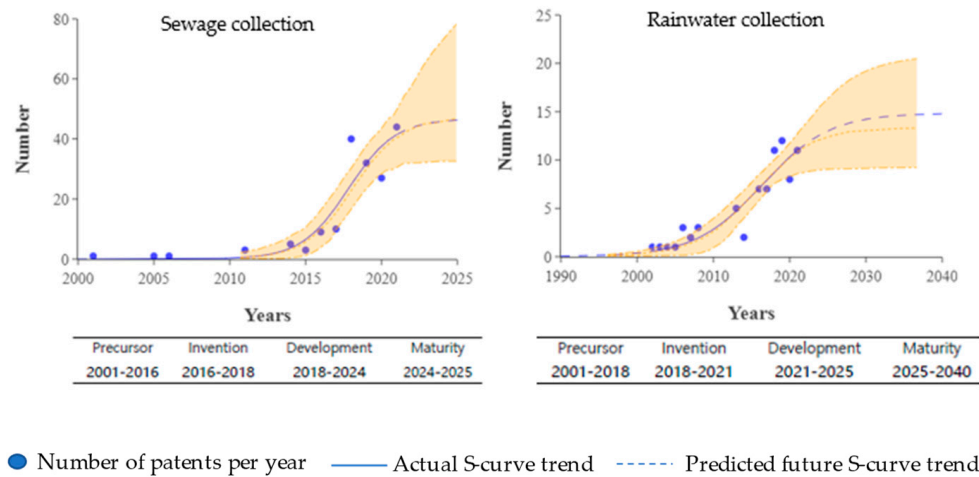 Sewage collection
80
60
40
20
0
Number
2000 2005 2010 2015 2020 2025
Years
Precursor Invention Development Maturity
2001-2016 2016-2018 2018-2024 2024-2025
Rainwater collection
25
20
15
10
5
0
Number
1990 2000 2010 2020 2030 2040
Years
Precursor Invention Development Maturity
2001-2018 2018-2021 2021-2025 2025-2040
Number of patents per year Actual S-curve trend Predicted future S-curve trend